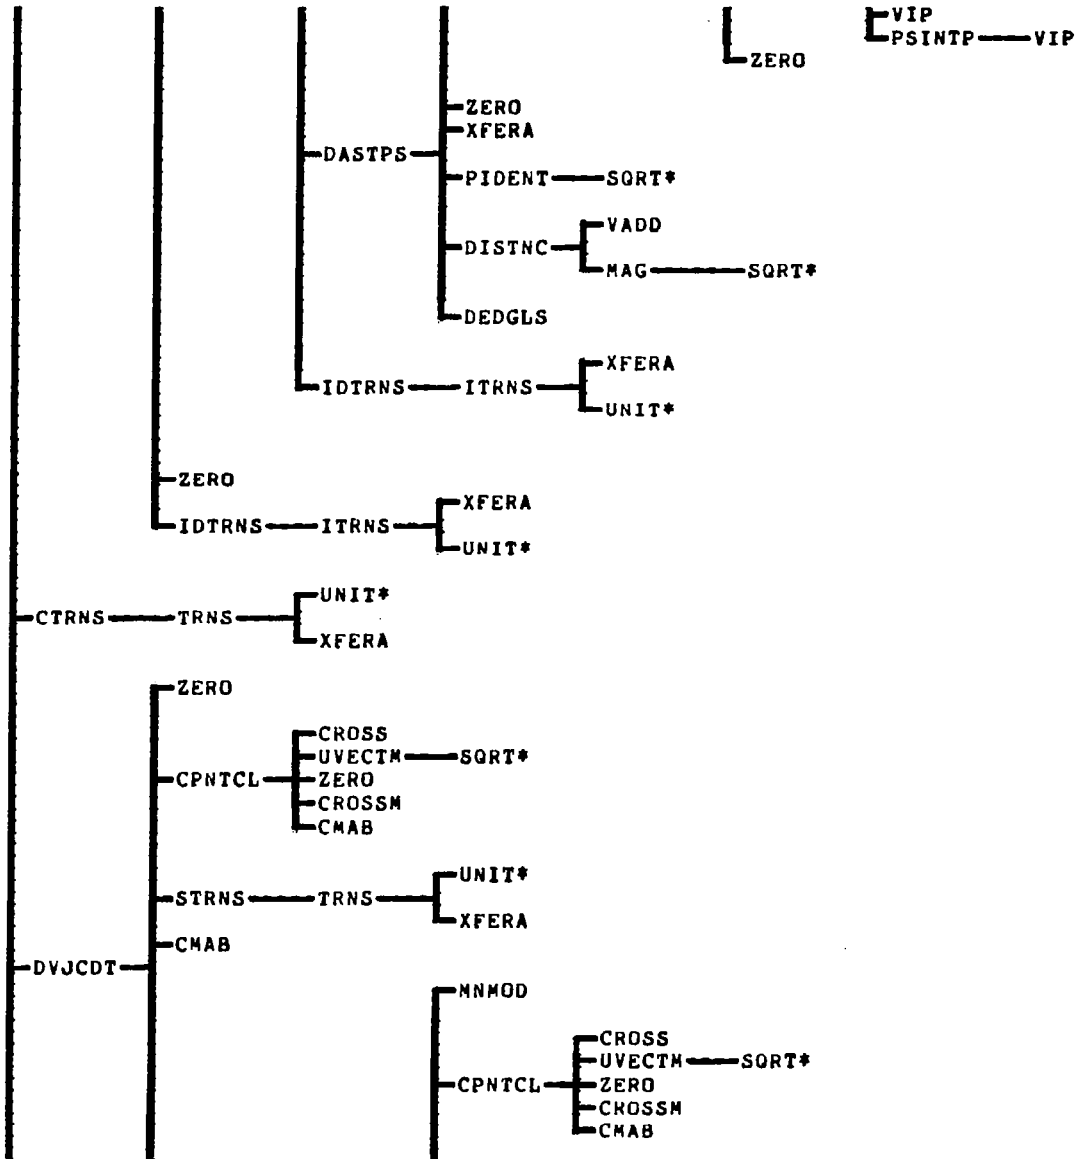 VIP
PSINTP VIP
ZERO
ZERO
XFERA
DASTPS
PIDENT SQRT*
VADD
DISTNC
MAG SQRT*
DEDGLS
XFERA
IDTRNS ITRNS
UNIT*
ZERO
XFERA
IDTRNS ITRNS
UNIT*
UNIT*
CTRNS TRNS
XFERA
ZERO
CROSS
UVECTM SQRT*
CPNTCL ZERO
CROSSM
CMAB
UNIT*
STRNS TRNS
XFERA
CMAB
DVJCDT
MNMOD
CROSS
UVECTM SQRT*
CPNTCL ZERO
CROSSM
CMAB